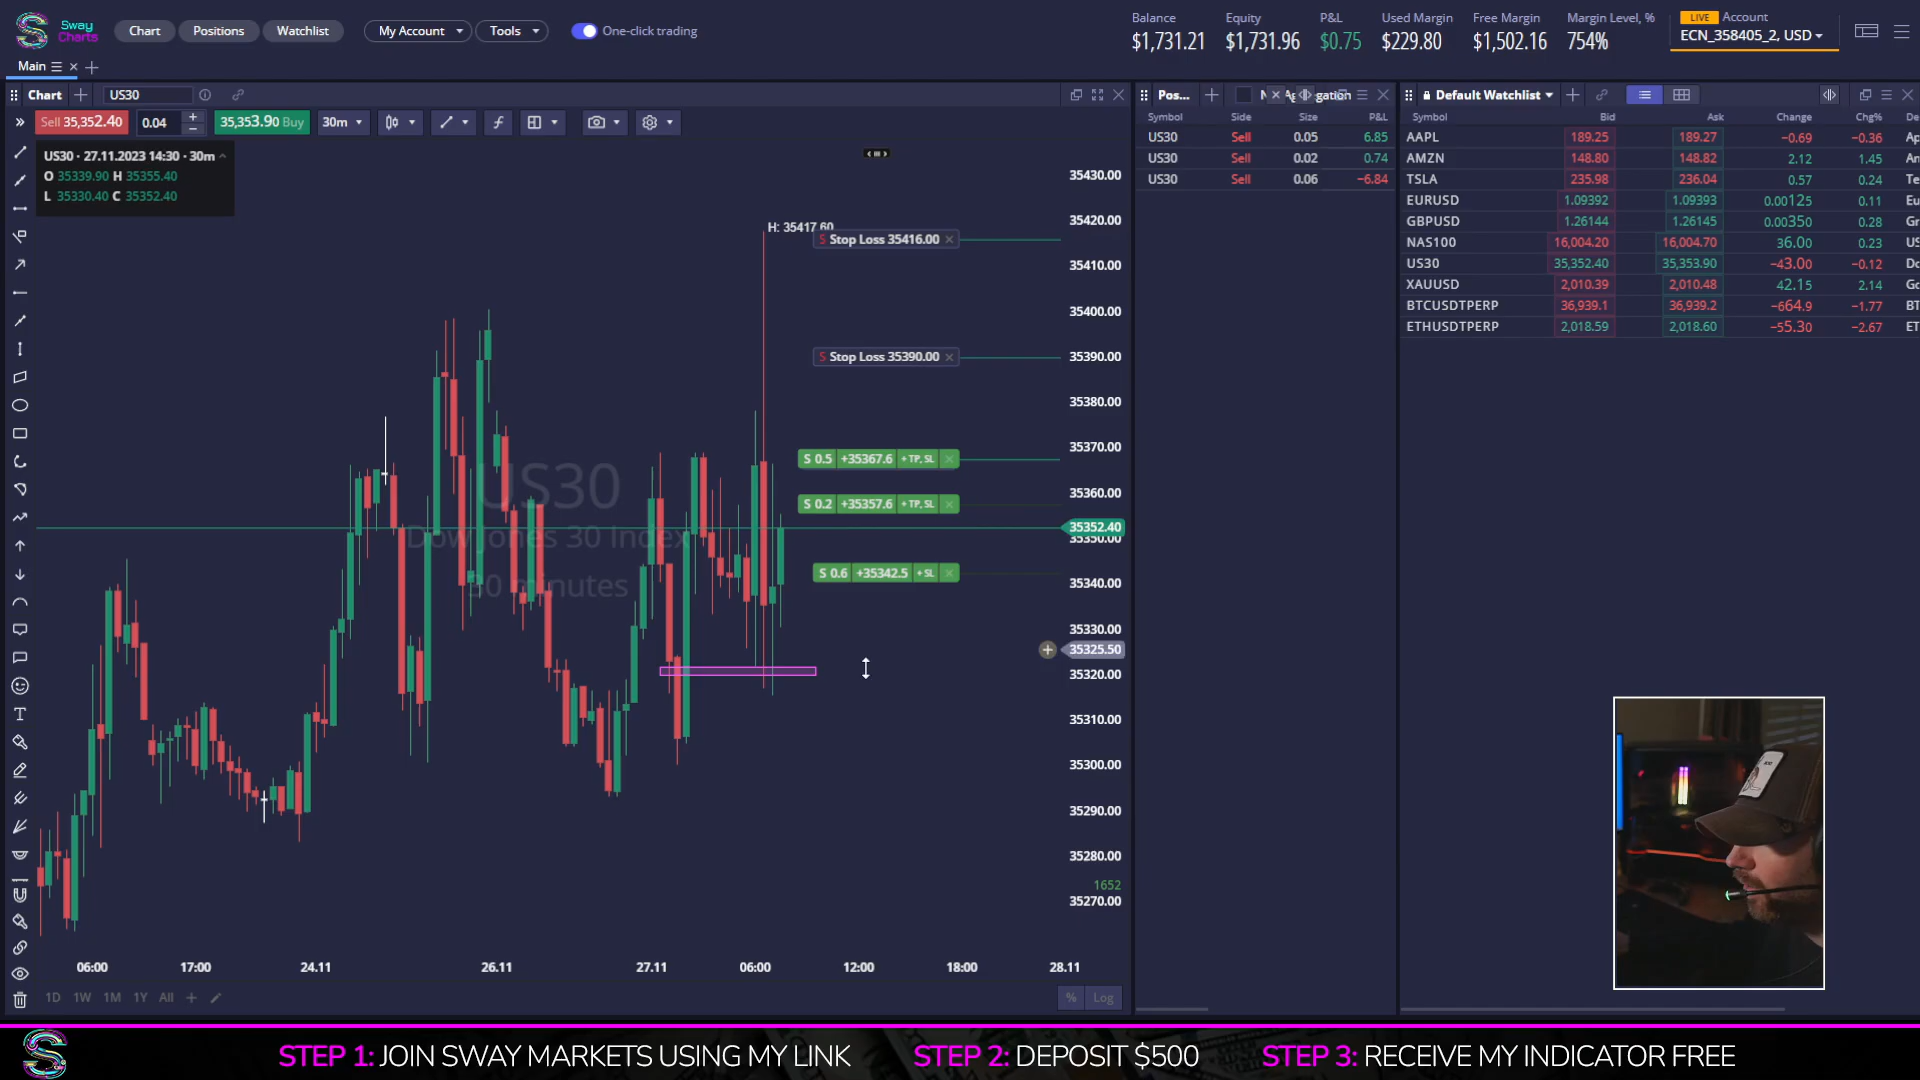 Sway
Charts
Chart
Positions
Watchlist
My Account
Tools
One-click trading
Balance
$1,731.21
Equity
$1,731.96
P&L
$0.75
Used Margin
$229.80
Free Margin
$1,502.16
Margin Level, %
754%
LIVE Account
ECN_358405_2, USD
Main
Chart
US30
Sell 35,352.40
0.04
35,353.90 Buy
30m
US30 · 27.11.2023 14:30 · 30m
O 35339.90 H 35355.40
L 35330.40 C 35352.40
H: 35417.60
S Stop Loss 35416.00
S Stop Loss 35390.00
S 0.5 +35367.6 + TP, SL
S 0.2 +35357.6 + TP, SL
S 0.6 +35342.5 + SL
US30
Dow Jones 30 Index
30 minutes
35430.00
35420.00
35410.00
35400.00
35390.00
35380.00
35370.00
35360.00
35352.40
35350.00
35340.00
35330.00
35325.50
35320.00
35310.00
35300.00
35290.00
35280.00
1652
35270.00
06:00 17:00 24.11 26.11 27.11 06:00 12:00 18:00 28.11
1D 1W 1M 1Y All
% Log
Pos...
Symbol Side Size P&L
US30 Sell 0.05 6.85
US30 Sell 0.02 0.74
US30 Sell 0.06 −6.84
Default Watchlist
Symbol Bid Ask Change Chg% De
AAPL 189.25 189.27 −0.69 −0.36 Ap
AMZN 148.80 148.82 2.12 1.45 An
TSLA 235.98 236.04 0.57 0.24 Te
EURUSD 1.09392 1.09393 0.00125 0.11 Eu
GBPUSD 1.26144 1.26145 0.00350 0.28 Gr
NAS100 16,004.20 16,004.70 36.00 0.23 US
US30 35,352.40 35,353.90 −43.00 −0.12 Do
XAUUSD 2,010.39 2,010.48 42.15 2.14 Go
BTCUSDTPERP 36,939.1 36,939.2 −664.9 −1.77 BT
ETHUSDTPERP 2,018.59 2,018.60 −55.30 −2.67 ET
STEP 1: JOIN SWAY MARKETS USING MY LINK
STEP 2: DEPOSIT $500
STEP 3: RECEIVE MY INDICATOR FREE